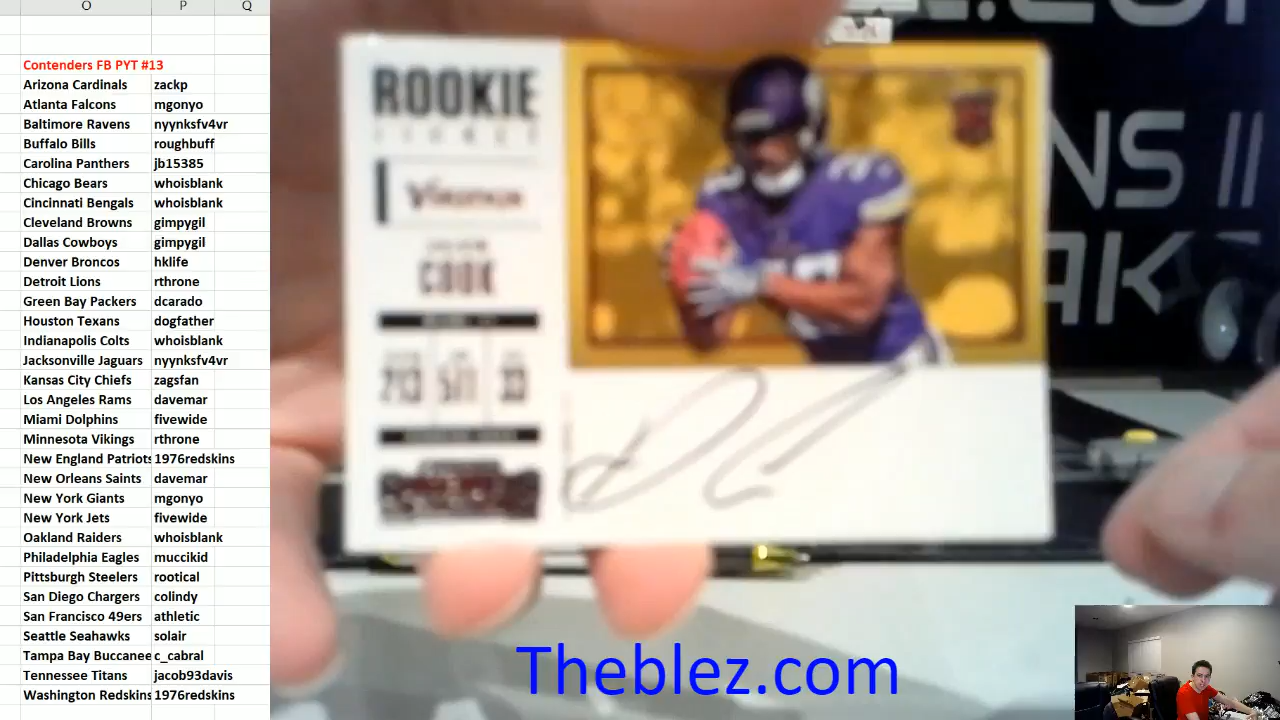 O P Q
Contenders FB PYT #13
Arizona Cardinals zackp
Atlanta Falcons mgonyo
Baltimore Ravens nyynksfv4vr
Buffalo Bills roughbuff
Carolina Panthers jb15385
Chicago Bears whoisblank
Cincinnati Bengals whoisblank
Cleveland Browns gimpygil
Dallas Cowboys gimpygil
Denver Broncos hklife
Detroit Lions rthrone
Green Bay Packers dcarado
Houston Texans dogfather
Indianapolis Colts whoisblank
Jacksonville Jaguars nyynksfv4vr
Kansas City Chiefs zagsfan
Los Angeles Rams davemar
Miami Dolphins fivewide
Minnesota Vikings rthrone
New England Patriots 1976redskins
New Orleans Saints davemar
New York Giants mgonyo
New York Jets fivewide
Oakland Raiders whoisblank
Philadelphia Eagles muccikid
Pittsburgh Steelers rootical
San Diego Chargers colindy
San Francisco 49ers athletic
Seattle Seahawks solair
Tampa Bay Buccanee c_cabral
Tennessee Titans jacob93davis
Washington Redskins 1976redskins
ROOKIE
TICKET
Vikings
COOK
213 5/11 33
Theblez.com